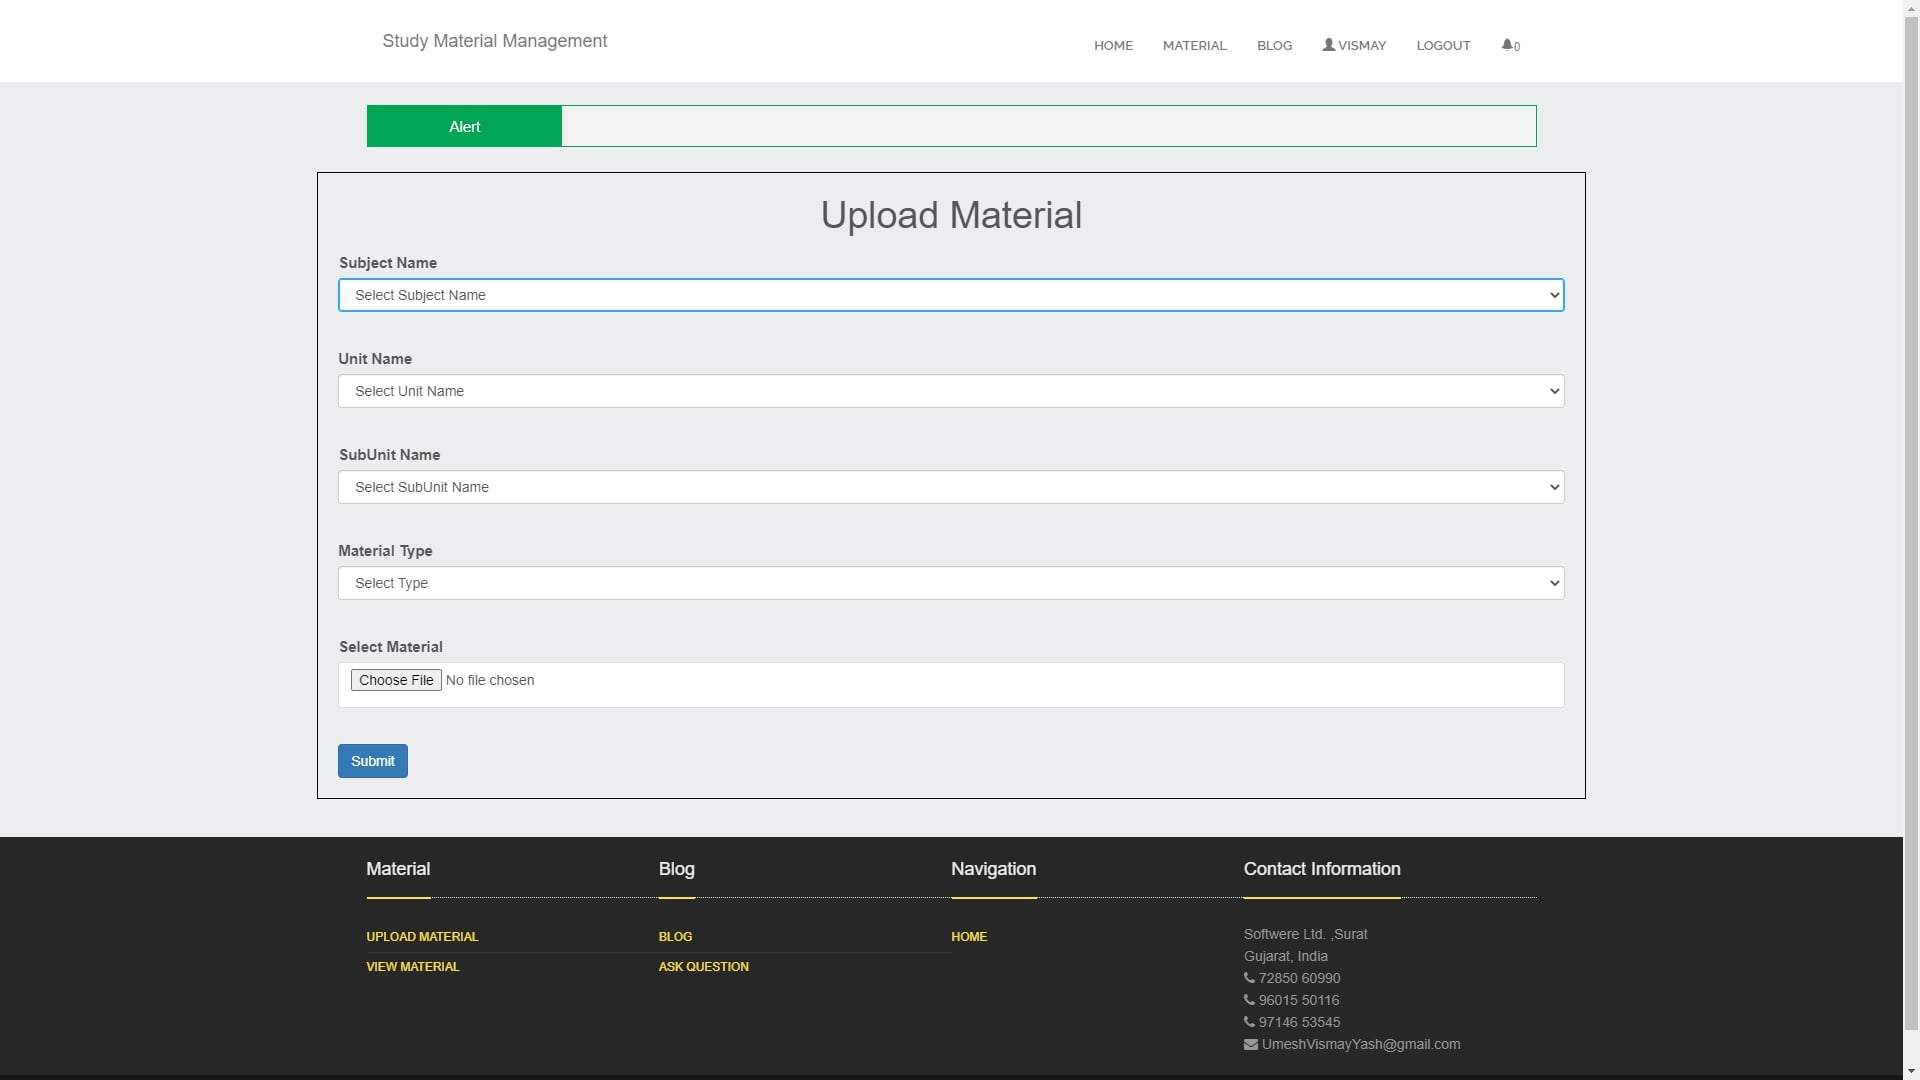 Study Material Management
HOME MATERIAL BLOG VISMAY LOGOUT 0
Alert
Upload Material
Subject Name
Select Subject Name
Unit Name
Select Unit Name
SubUnit Name
Select SubUnit Name
Material Type
Select Type
Select Material
Choose File No file chosen
Submit
Material
UPLOAD MATERIAL
VIEW MATERIAL
Blog
BLOG
ASK QUESTION
Navigation
HOME
Contact Information
Softwere Ltd. ,Surat
Gujarat, India
72850 60990
96015 50116
97146 53545
UmeshVismayYash@gmail.com